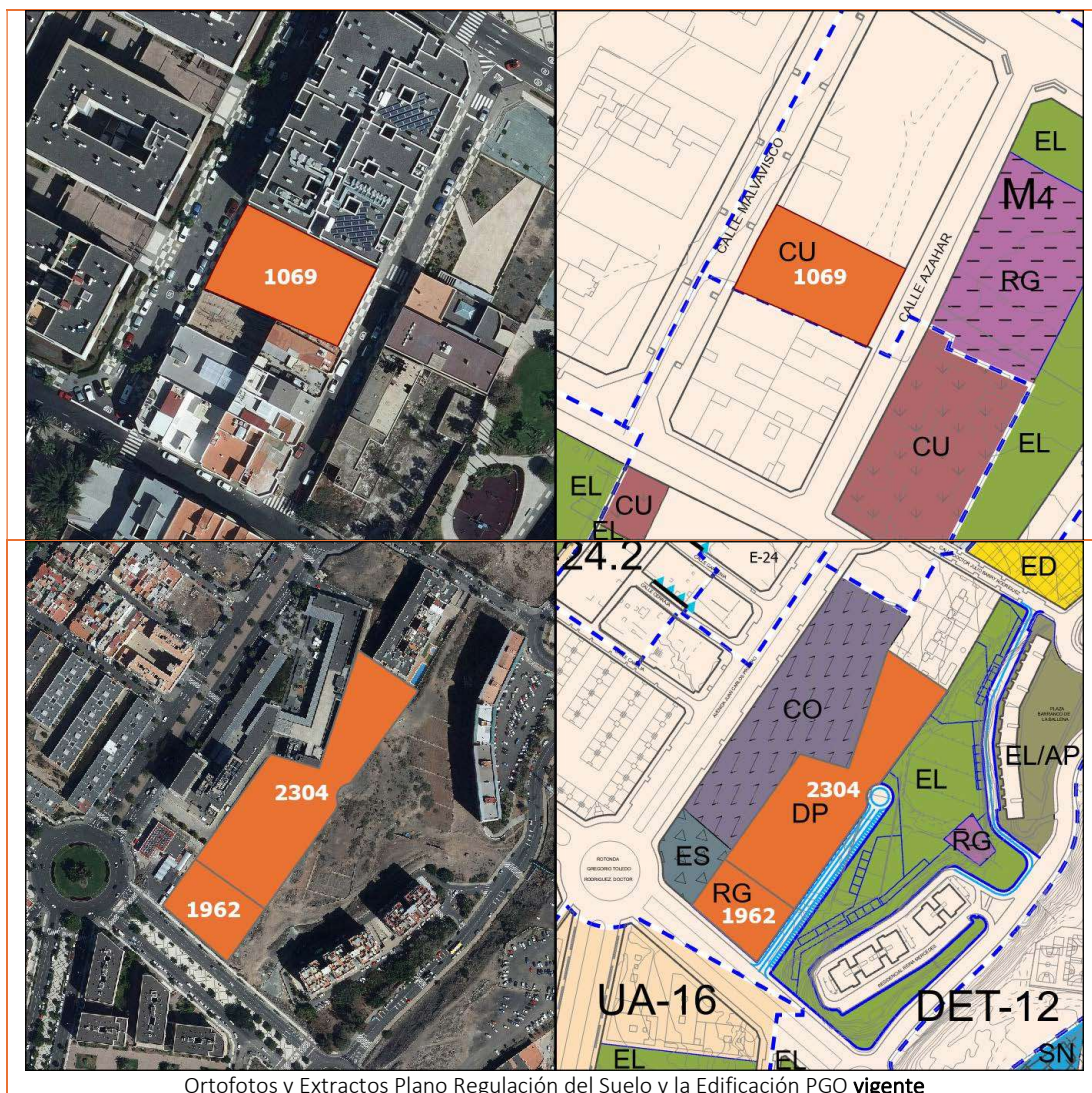 1069
EL
M4
CALLE MALVAVISCO
CU
1069
RG
CALLE AZAHAR
CU
EL
EL
CU
EL
2304
1962
24.2
E-24
ED
CO
PLAZA
BARRANCO DE
LA BALLENA
EL/AP
EL
2304
DP
RG
ES
ROTONDA
GREGORIO TOLEDO
RODRIGUEZ DOCTOR
RG
1962
UA-16
DET-12
EL
EL
SN
Ortofotos y Extractos Plano Regulación del Suelo y la Edificación PGO vigente